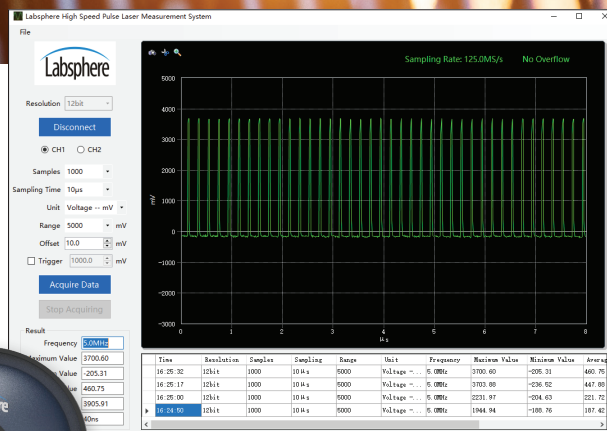 Labsphere High Speed Pulse Laser Measurement System
File
Labsphere
Resolution 12bit
Disconnect
CH1 CH2
Samples 1000
Sampling Time 10μs
Unit Voltage -- mV
Range 5000 mV
Offset 10.0 mV
Trigger 1000.0 mV
Acquire Data
Stop Acquiring
Result
Frequency 5.0MHz
Maximum Value 3700.60
Value -205.31
Value 460.75
3905.91
40ns
Sampling Rate: 125.0MS/s No Overflow
5000
4000
3000
2000
1000
0
-1000
-2000
-3000
mV
0 1 2 3 4 5 6 7 8
μs
Time Resolution Samples Sampling Range Unit Frequency Maximum Value Minimum Value Averag
16:25:32 12bit 1000 10μs 5000 Voltage -... 5.0MHz 3700.60 -205.31 460.75
16:25:17 12bit 1000 10μs 5000 Voltage -... 5.0MHz 3703.88 -236.52 447.88
16:25:00 12bit 1000 10μs 5000 Voltage -... 5.0MHz 2231.97 -204.63 221.72
16:24:50 12bit 1000 10μs 5000 Voltage -... 5.0MHz 1944.94 -188.76 187.42